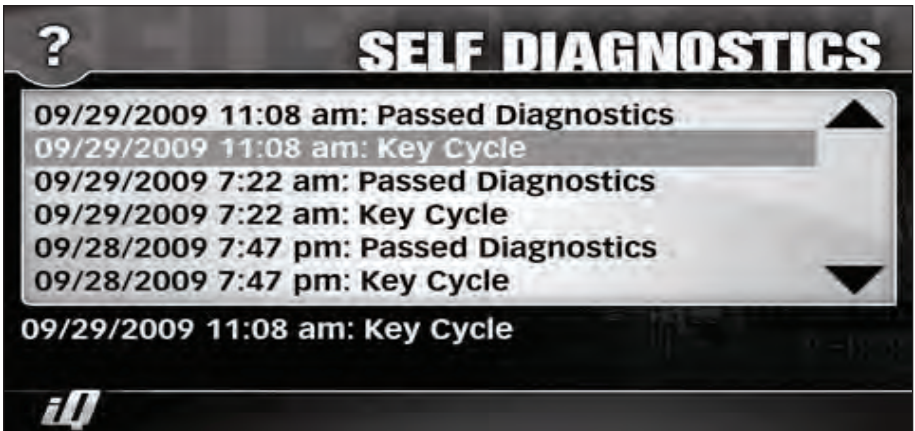 ?
SELF DIAGNOSTICS
09/29/2009 11:08 am: Passed Diagnostics
09/29/2009 11:08 am: Key Cycle
09/29/2009 7:22 am: Passed Diagnostics
09/29/2009 7:22 am: Key Cycle
09/28/2009 7:47 pm: Passed Diagnostics
09/28/2009 7:47 pm: Key Cycle
09/29/2009 11:08 am: Key Cycle
iQ